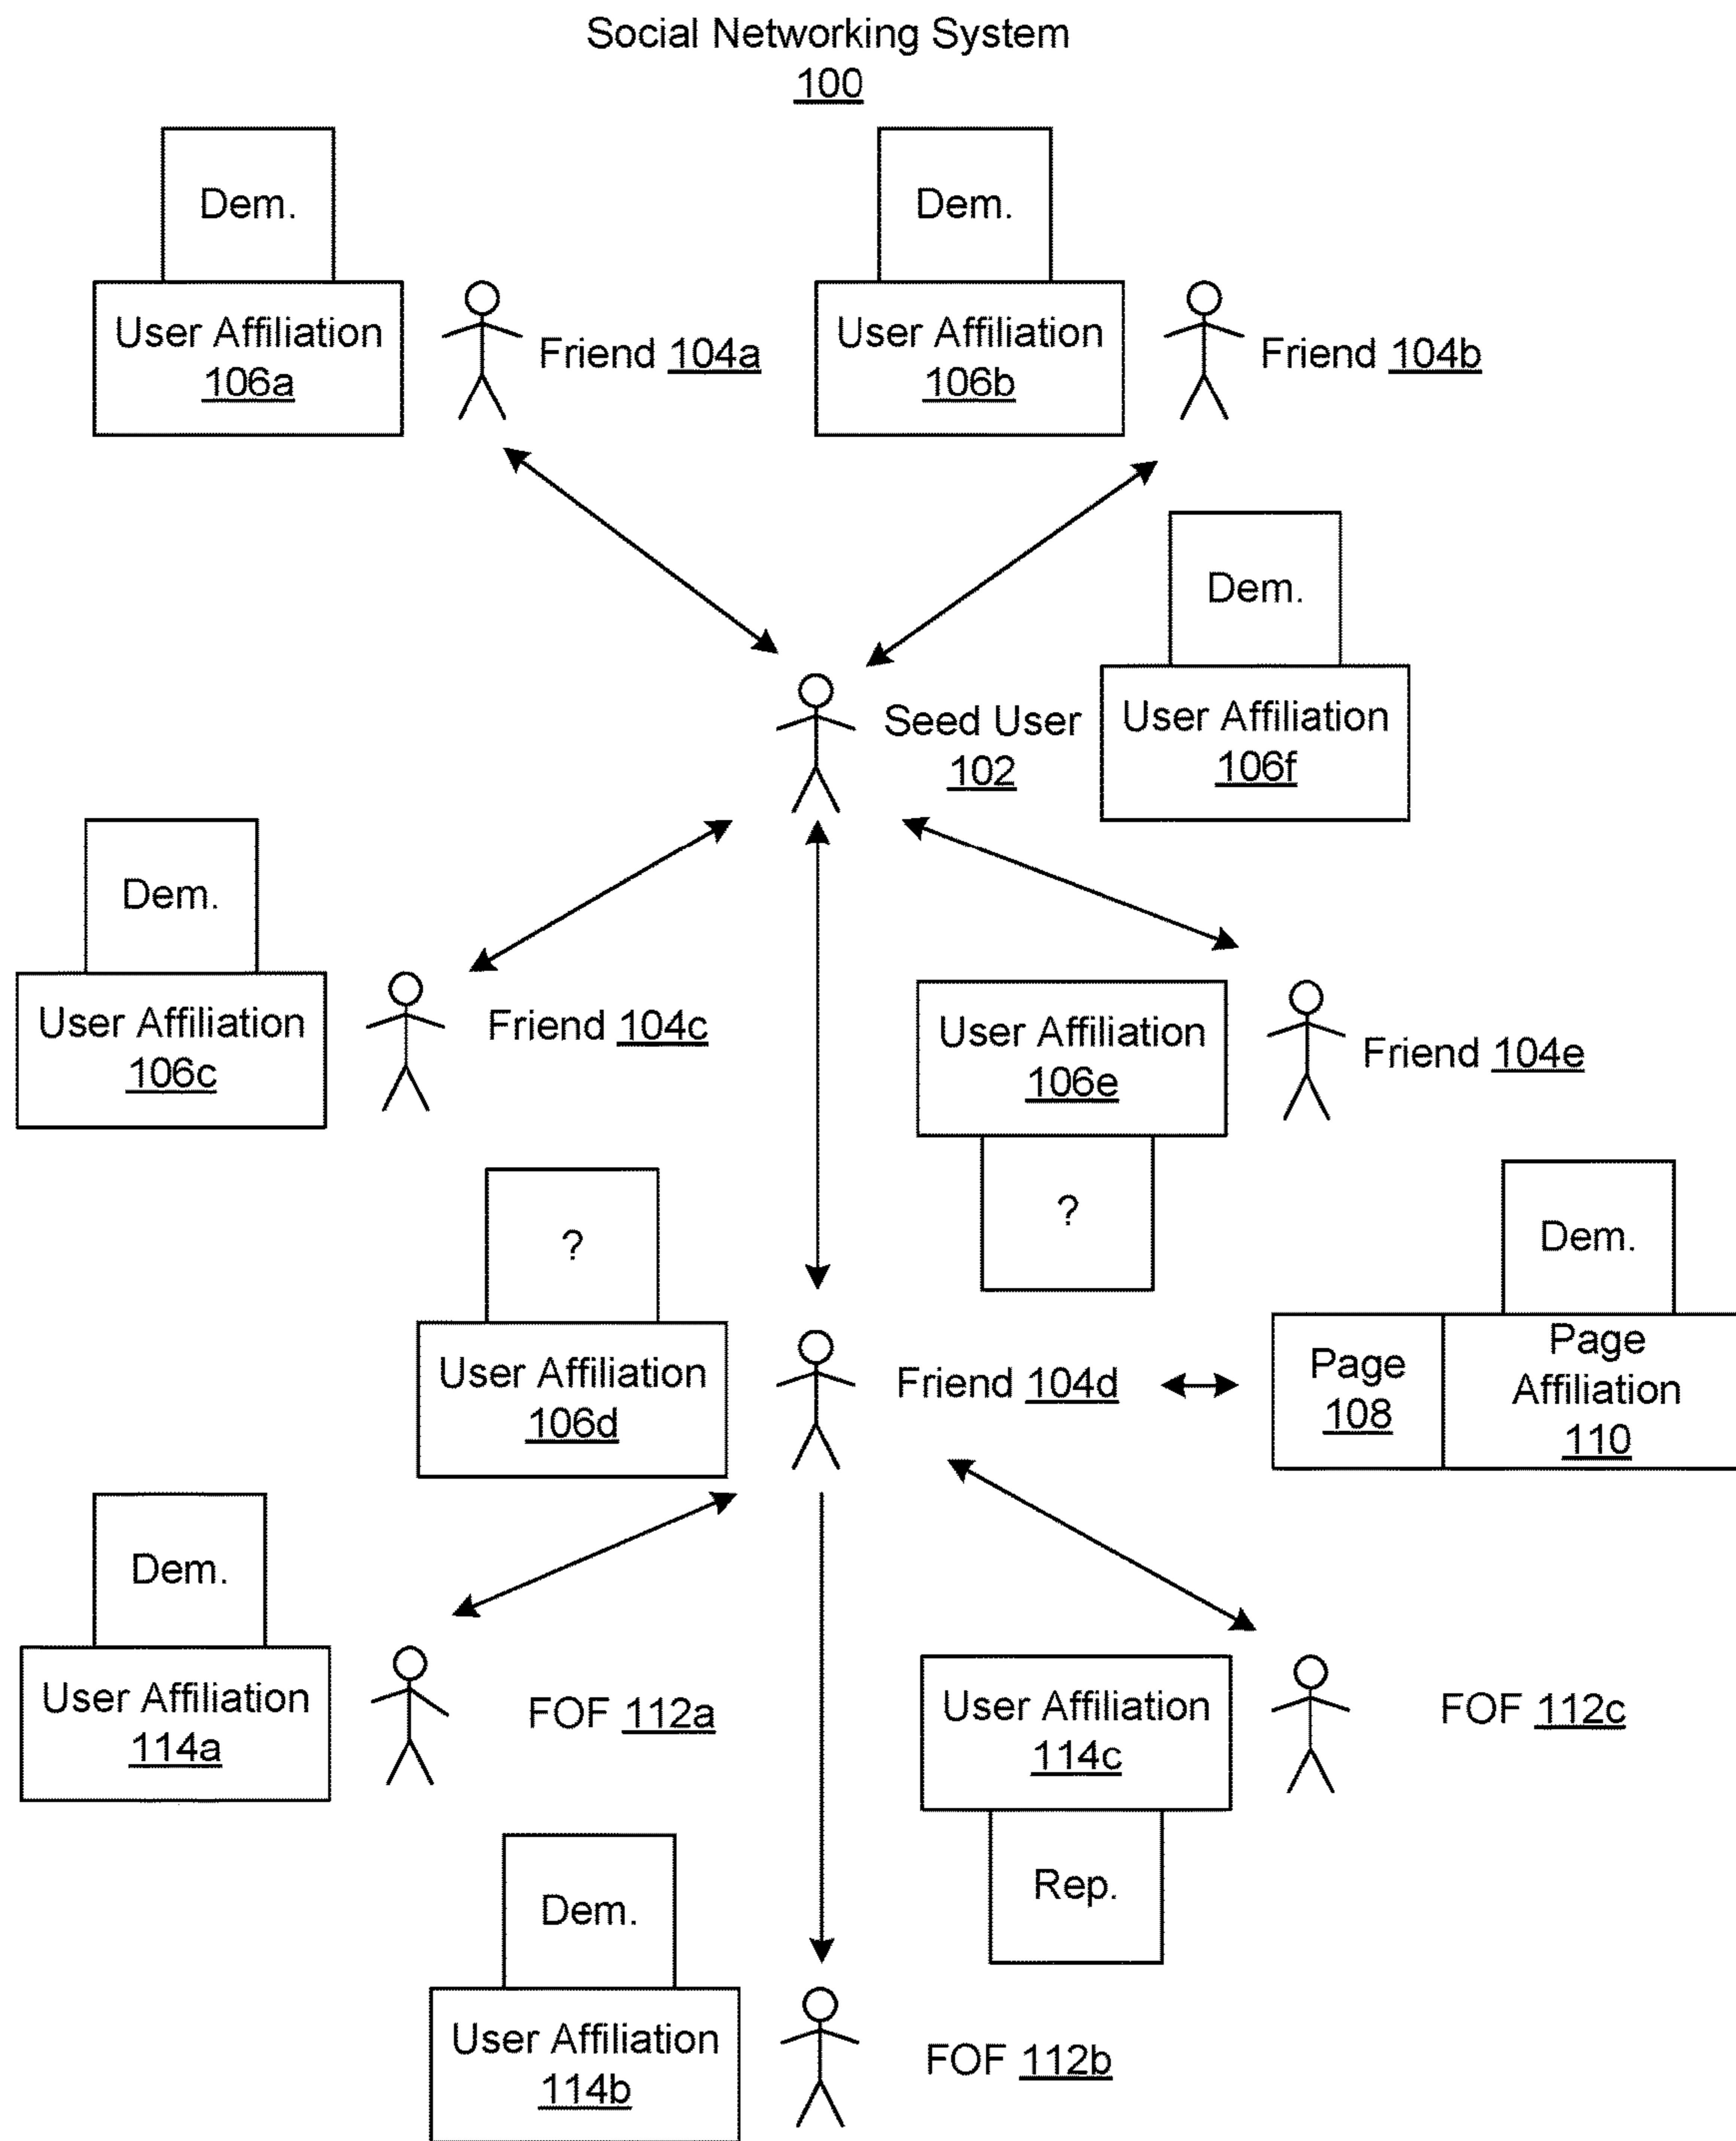 Social Networking System
100
Dem.
User Affiliation
106a
Friend 104a
Dem.
User Affiliation
106b
Friend 104b
Dem.
User Affiliation
106f
Seed User
102
Dem.
User Affiliation
106c
Friend 104c
User Affiliation
106e
?
Friend 104e
?
User Affiliation
106d
Friend 104d
Dem.
Page
108
Page
Affiliation
110
Dem.
User Affiliation
114a
FOF 112a
User Affiliation
114c
Rep.
FOF 112c
Dem.
User Affiliation
114b
FOF 112b